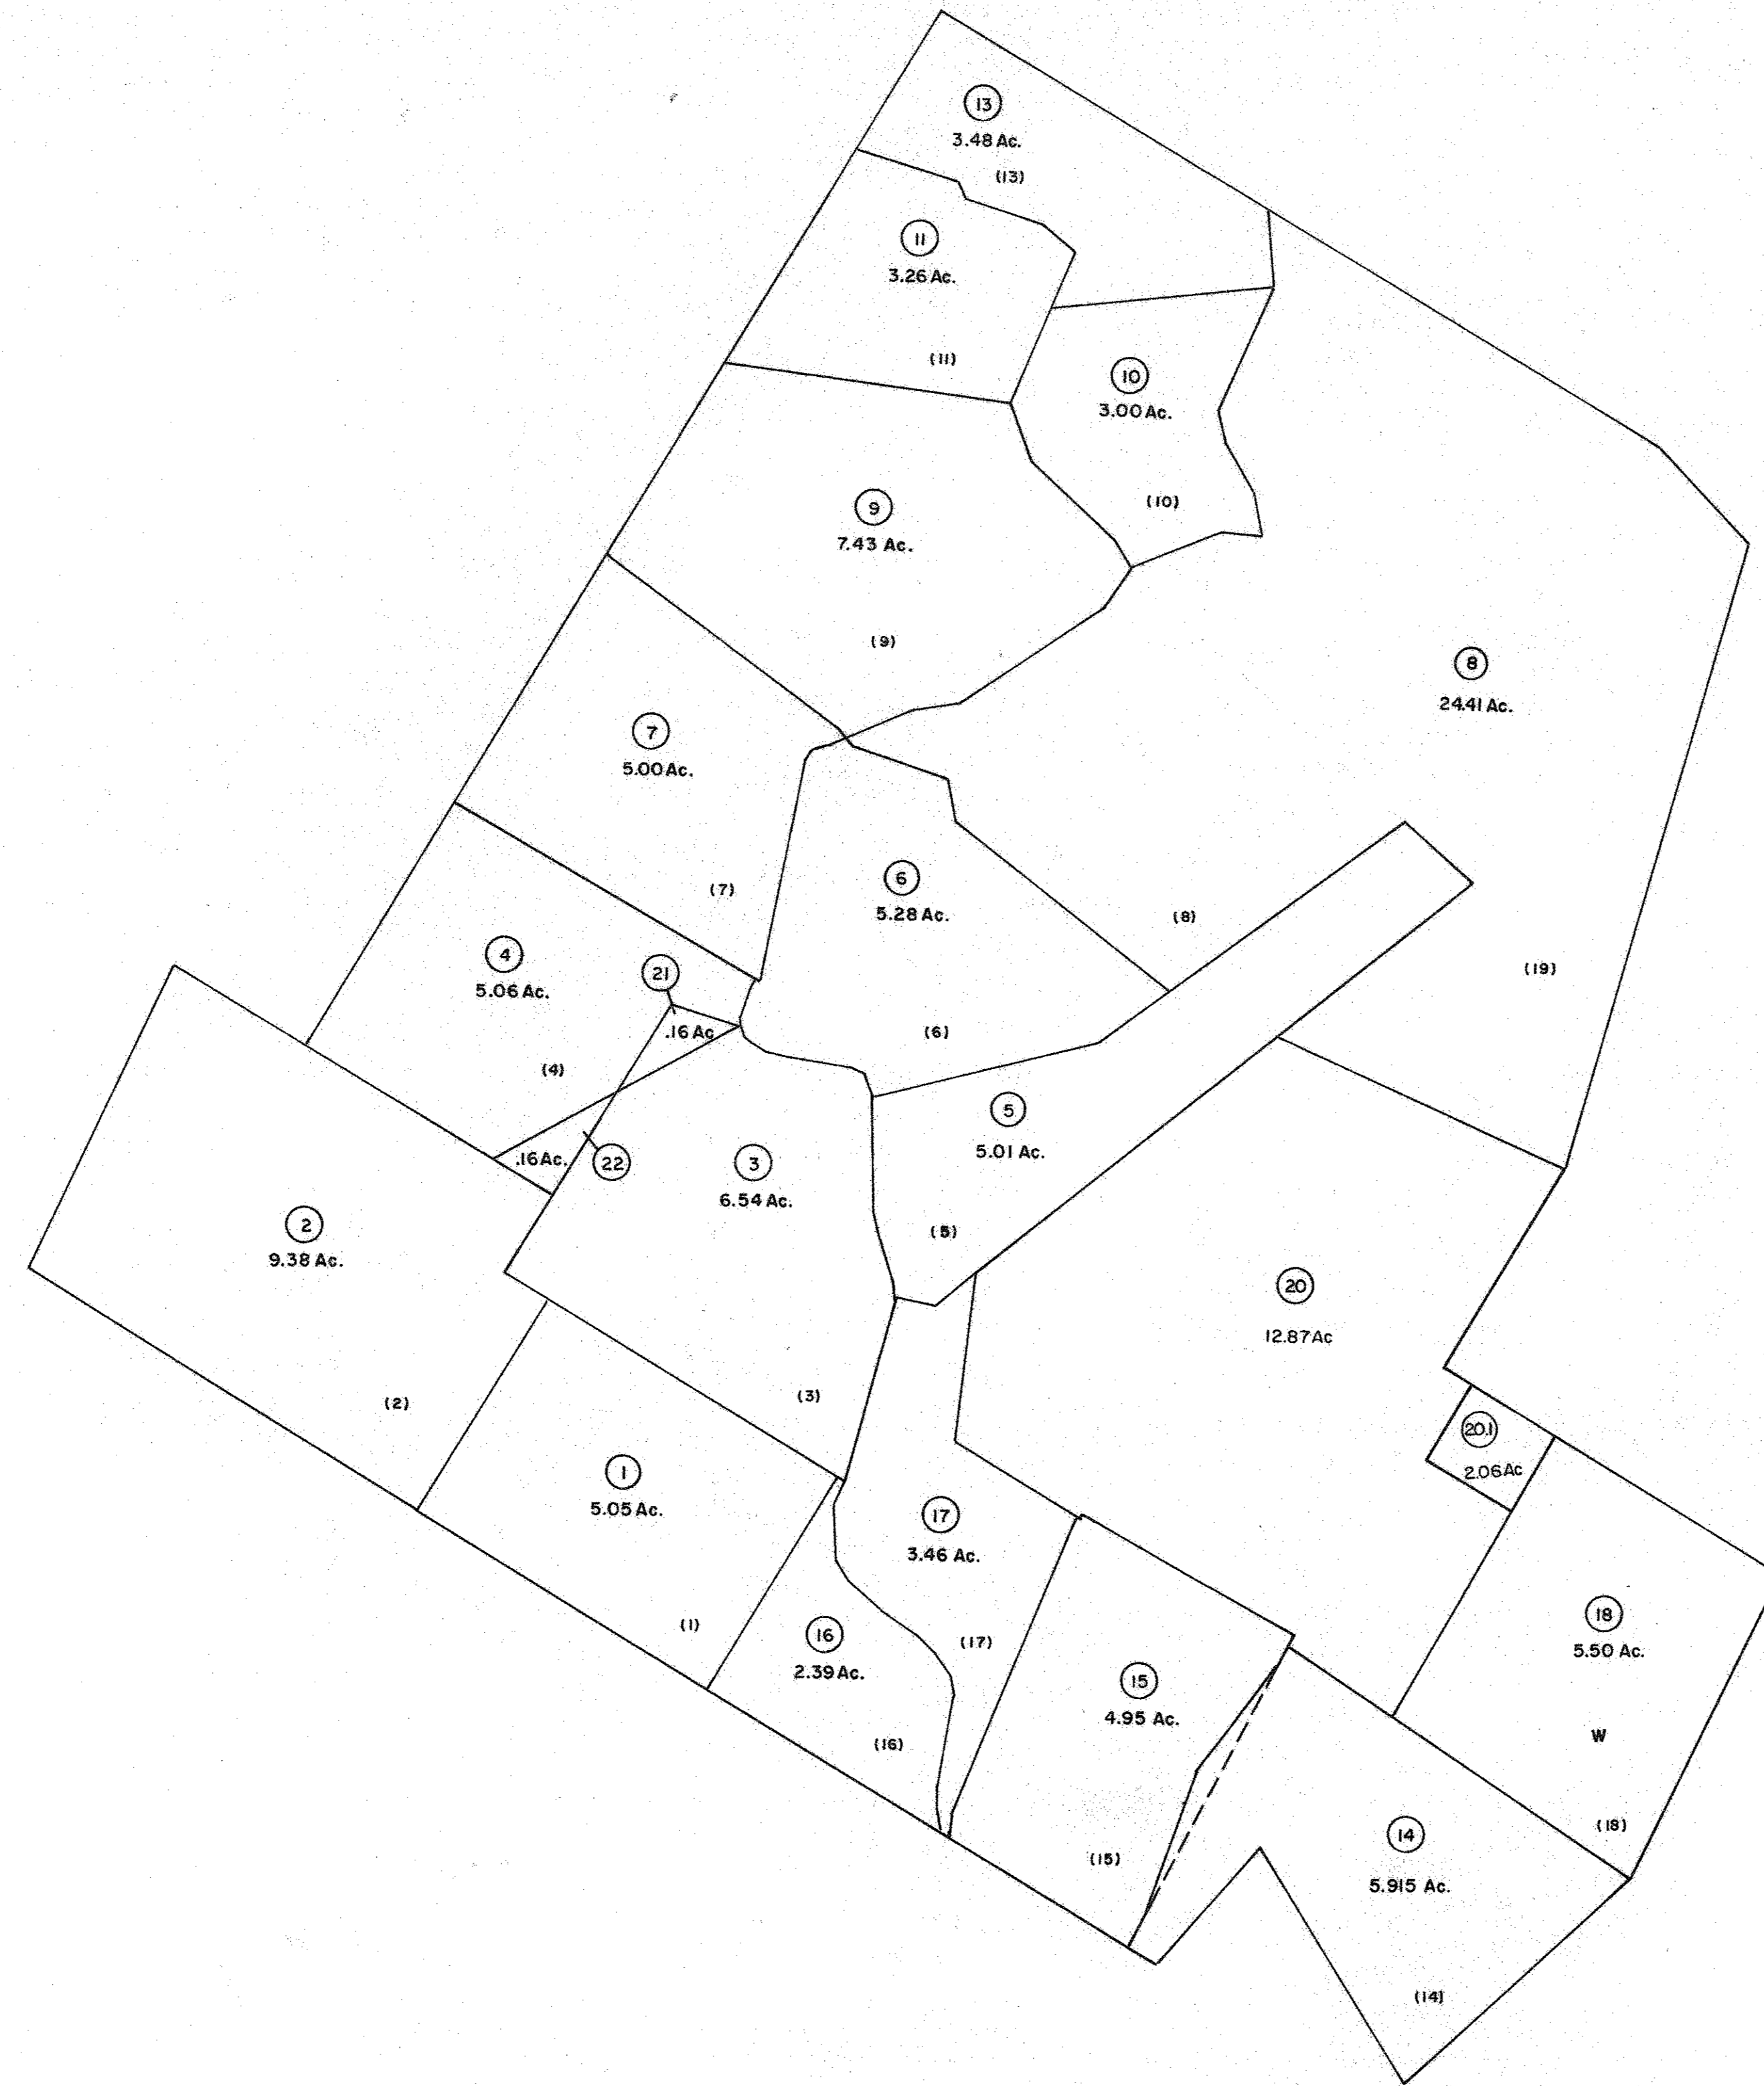 13
3.48 Ac.
(13)
11
3.26 Ac.
(11)
10
3.00 Ac.
(10)
9
7.43 Ac.
(9)
8
24.41 Ac.
7
5.00 Ac.
(7)
6
5.28 Ac.
(8)
4
5.06 Ac.
21
.16 Ac
(6)
(19)
(4)
5
5.01 Ac.
.16 Ac.
22
3
6.54 Ac.
2
9.38 Ac.
(5)
20
12.87 Ac
(3)
(2)
20.1
2.06 Ac
1
5.05 Ac.
17
3.46 Ac.
(1)
16
2.39 Ac.
(17)
18
5.50 Ac.
15
4.95 Ac.
W
(16)
(15)
14
5.915 Ac.
(18)
(14)